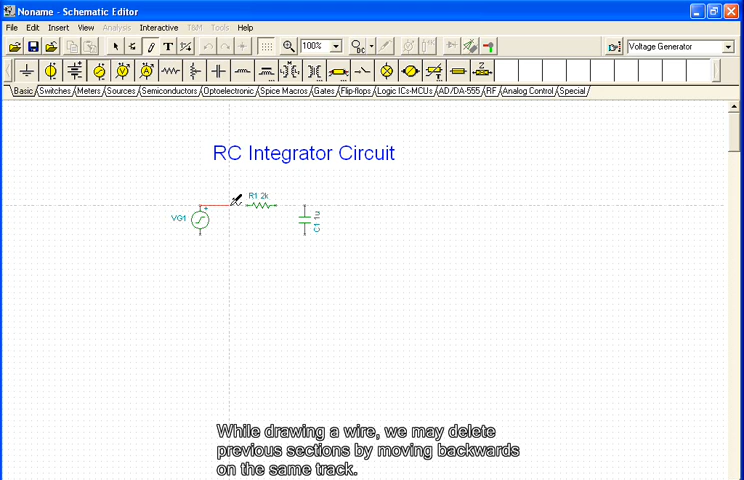 Noname - Schematic Editor
File Edit Insert View Analysis Interactive T&M Tools Help
100% Voltage Generator
Basic Switches Meters Sources Semiconductors Optoelectronic Spice Macros Gates Flip-flops Logic ICs-MCUs AD/DA-555 RF Analog Control Special
RC Integrator Circuit
R1 2k
VG1
C1 1u
While drawing a wire, we may delete
previous sections by moving backwards
on the same track.